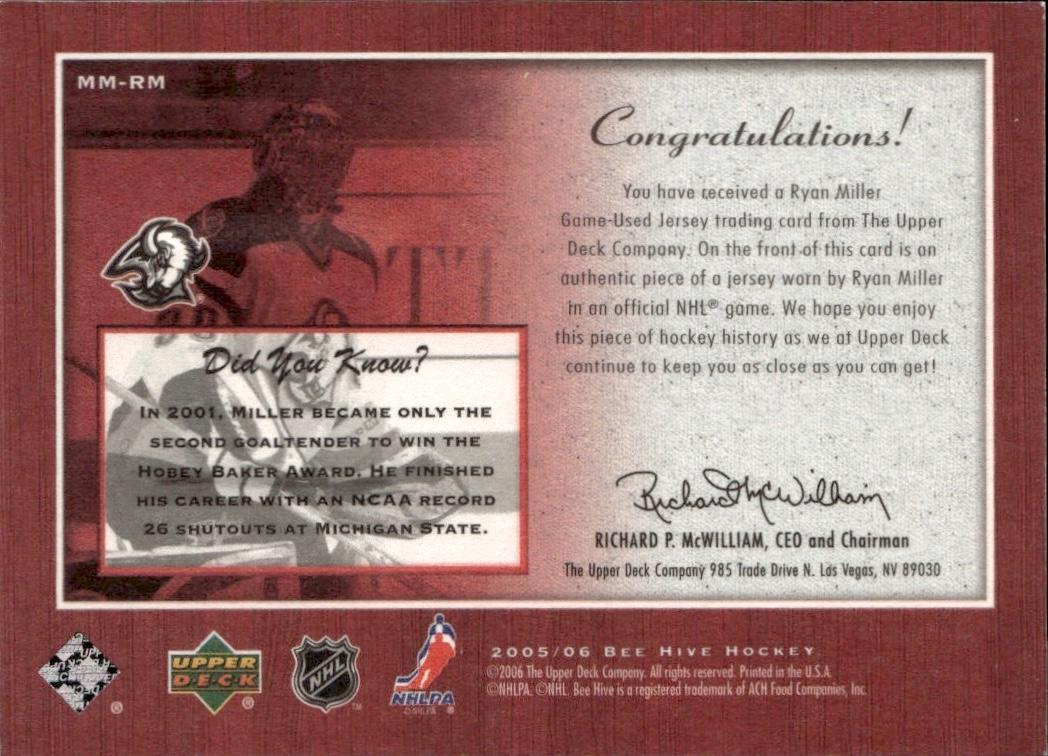 MM-RM
Congratulations!
You have received a Ryan Miller
Game-Used Jersey trading card from The Upper
Deck Company. On the front of this card is an
authentic piece of a jersey worn by Ryan Miller
in an official NHL® game. We hope you enjoy
this piece of hockey history as we at Upper Deck
continue to keep you as close as you can get!
Did You Know?
IN 2001, MILLER BECAME ONLY THE
SECOND GOALTENDER TO WIN THE
HOBEY BAKER AWARD. HE FINISHED
HIS CAREER WITH AN NCAA RECORD
26 SHUTOUTS AT MICHIGAN STATE.
Richard P. McWilliam
RICHARD P. McWILLIAM, CEO and Chairman
The Upper Deck Company 985 Trade Drive N. Las Vegas, NV 89030
UPPER
DECK
®
NHL
TM
NHLPA
®
2005/06 BEE HIVE HOCKEY
©2006 The Upper Deck Company. All rights reserved. Printed in the U.S.A.
©NHLPA. ©NHL. Bee Hive is a registered trademark of ACH Food Companies, Inc.